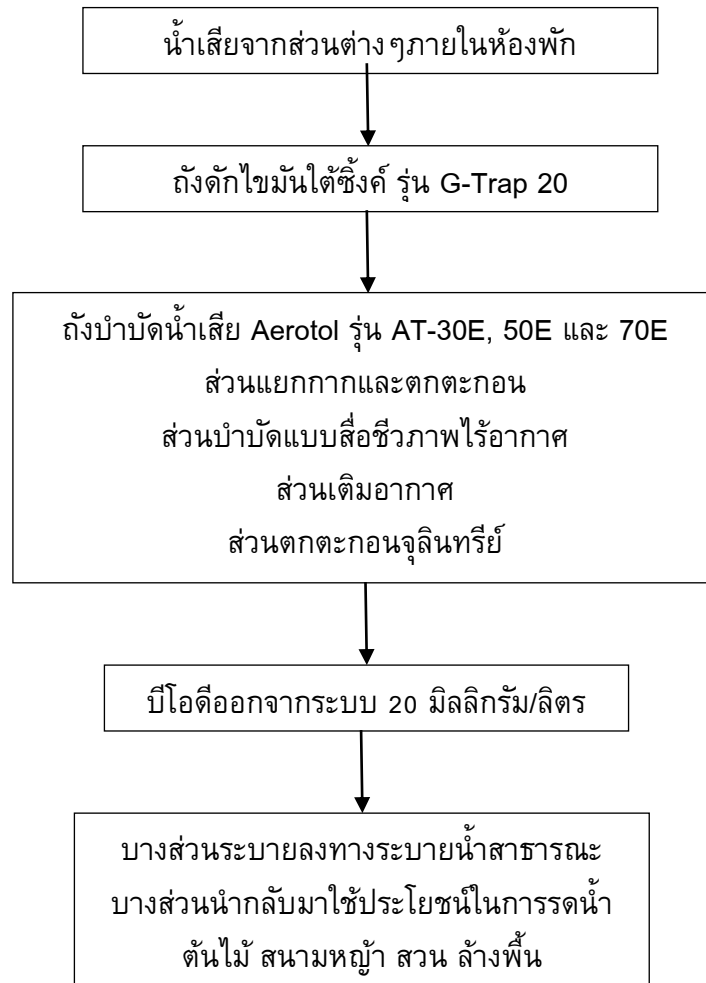 น้ำเสียจากส่วนต่างๆภายในห้องพัก
ถังดักไขมันใต้ซิ้งค์ รุ่น G-Trap 20
ถังบำบัดน้ำเสีย Aerotol รุ่น AT-30E, 50E และ 70E
ส่วนแยกกากและตกตะกอน
ส่วนบำบัดแบบสื่อชีวภาพไร้อากาศ
ส่วนเติมอากาศ
ส่วนตกตะกอนจุลินทรีย์
บีโอดีออกจากระบบ 20 มิลลิกรัม/ลิตร
บางส่วนระบายลงทางระบายน้ำสาธารณะ
บางส่วนนำกลับมาใช้ประโยชน์ในการรดน้ำ
ต้นไม้ สนามหญ้า สวน ล้างพื้น